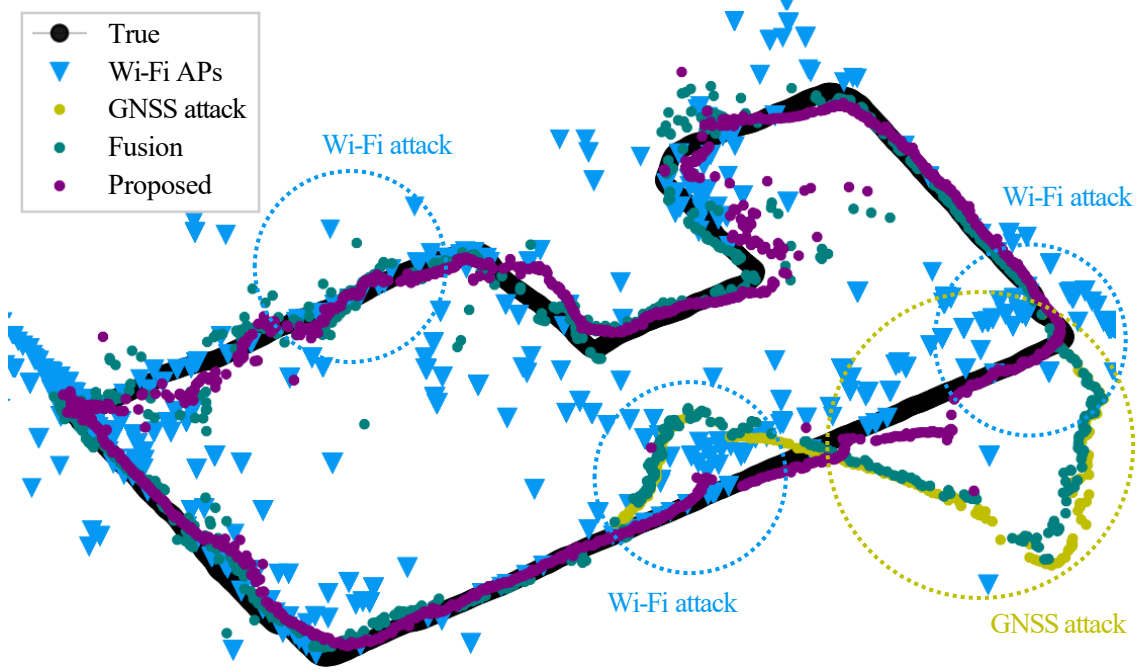 True
Wi-Fi APs
GNSS attack
Fusion
Proposed
Wi-Fi attack
Wi-Fi attack
Wi-Fi attack
GNSS attack